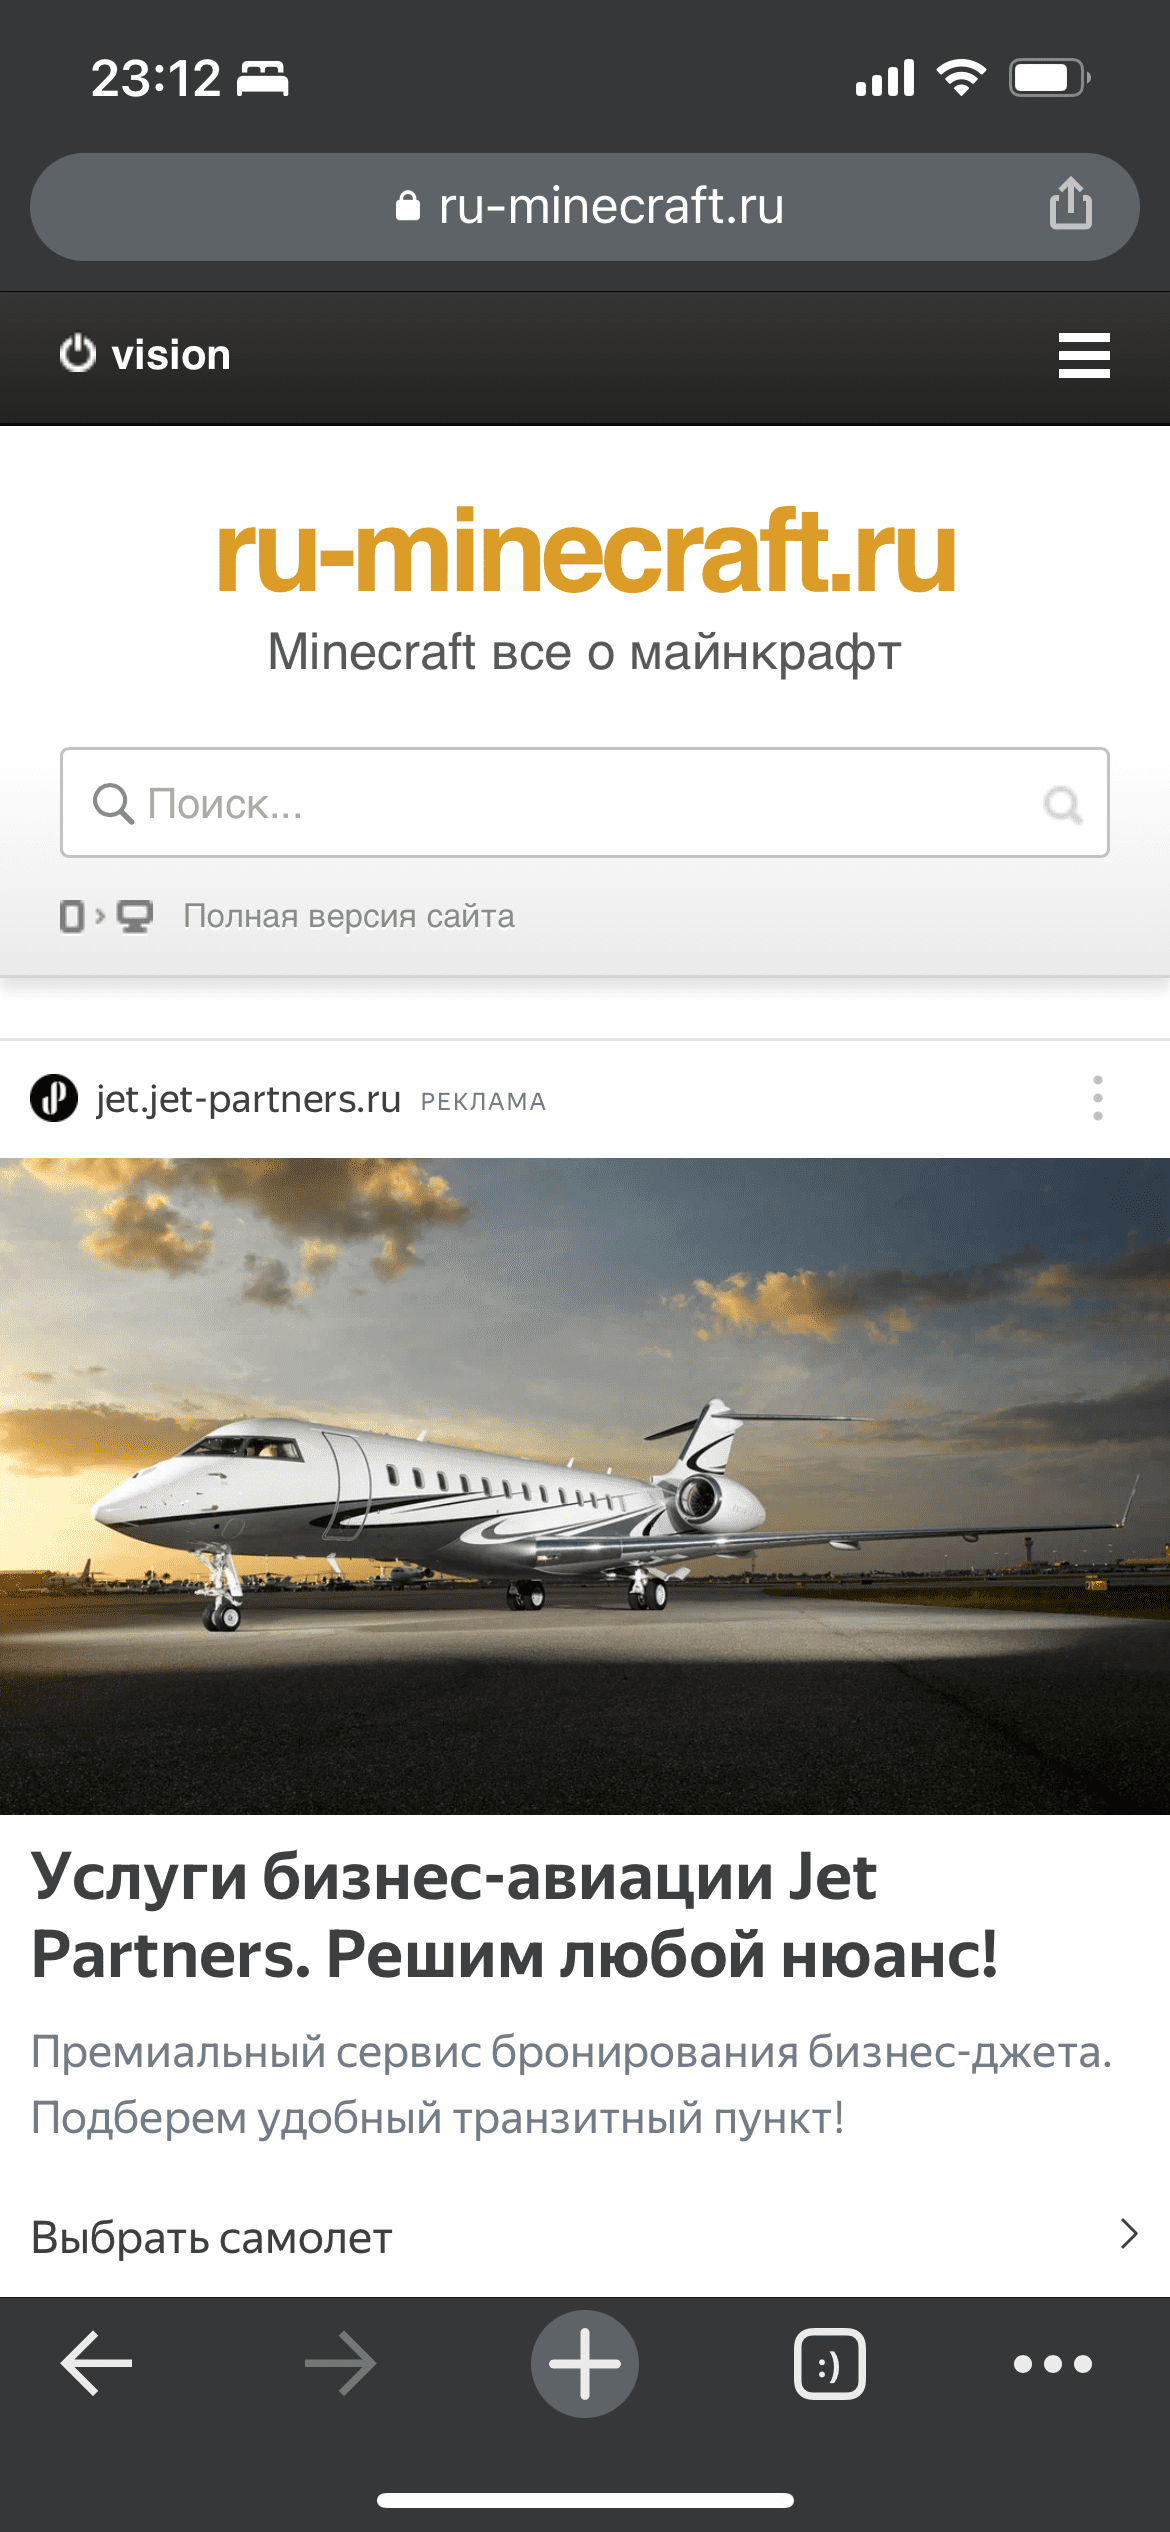 23:12
ru-minecraft.ru
vision
ru-minecraft.ru
Minecraft все о майнкрафт
Поиск...
Полная версия сайта
jet.jet-partners.ru РЕКЛАМА
Услуги бизнес-авиации Jet
Partners. Решим любой нюанс!
Премиальный сервис бронирования бизнес-джета.
Подберем удобный транзитный пункт!
Выбрать самолет
:)